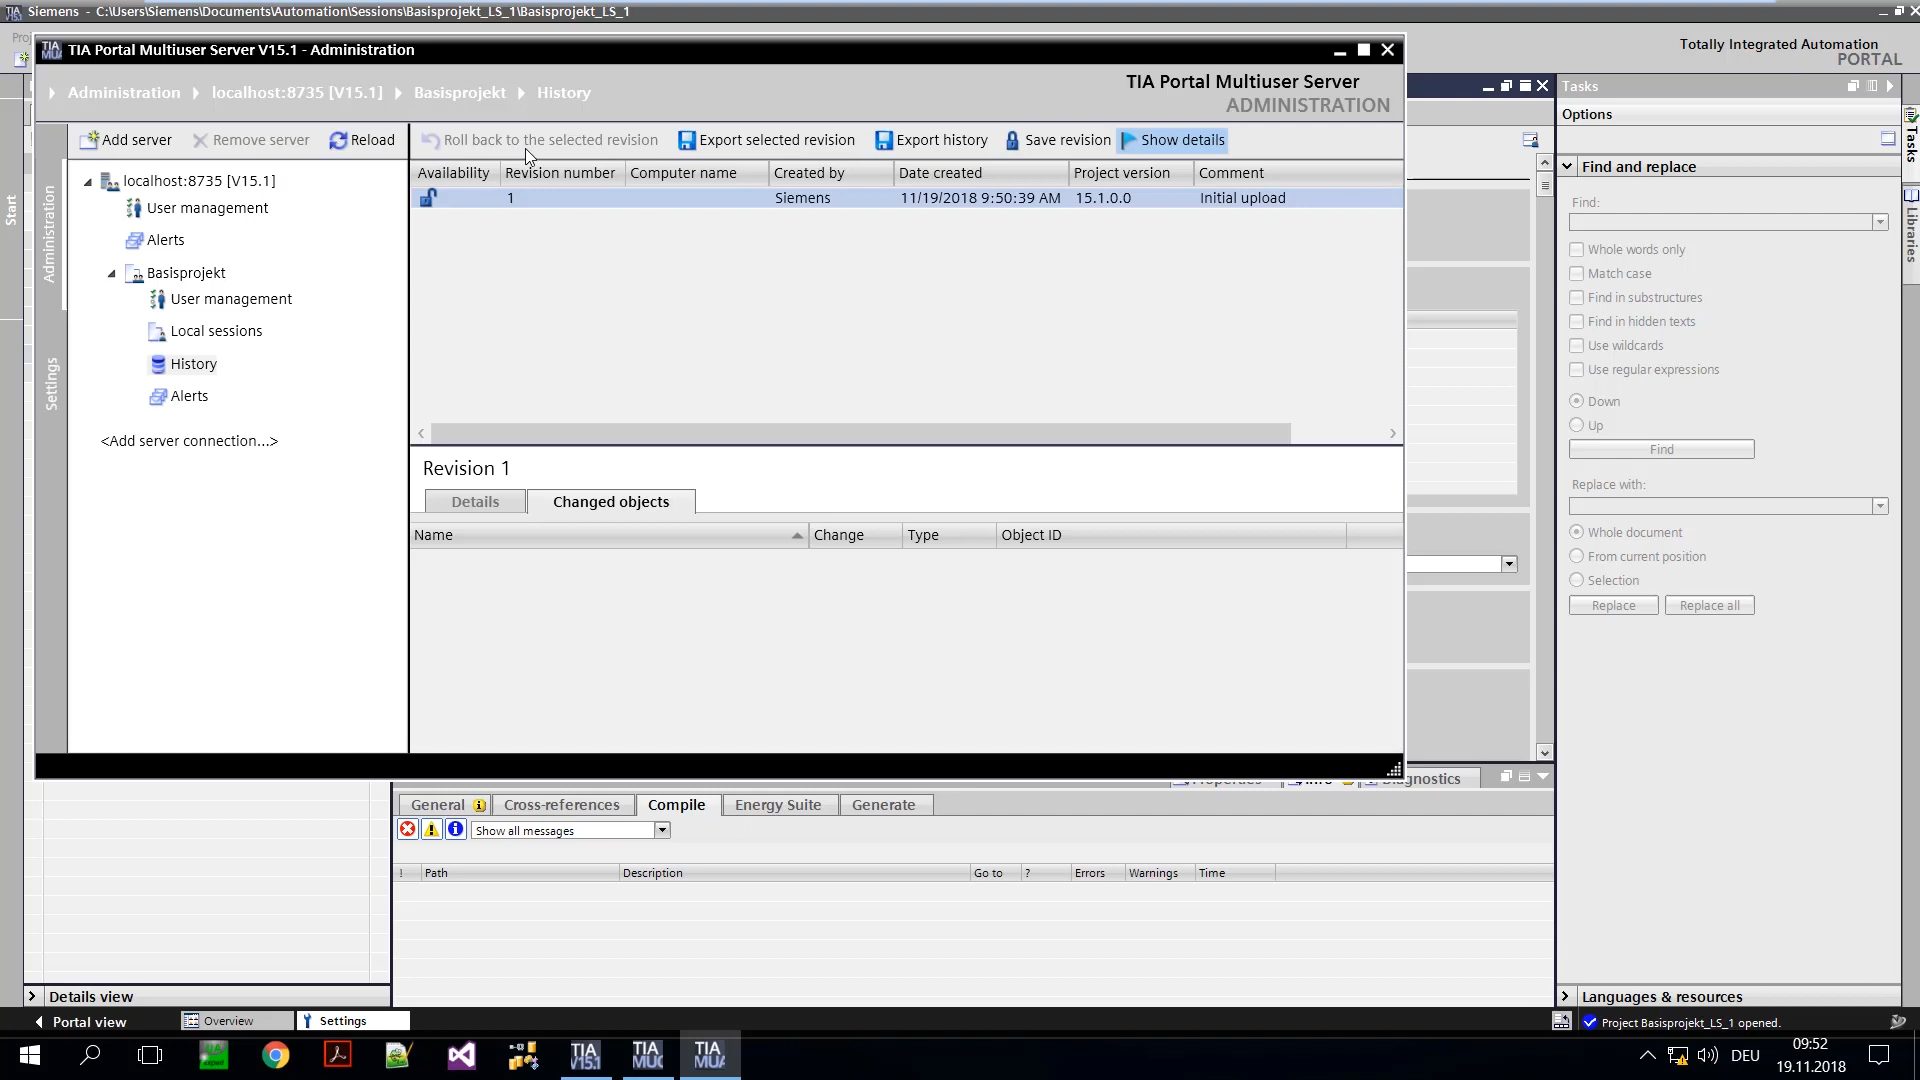 Siemens - C:\Users\Siemens\Documents\Automation\Sessions\Basisprojekt_LS_1\Basisprojekt_LS_1
Totally Integrated Automation
PORTAL
TIA Portal Multiuser Server V15.1 - Administration
Administration
localhost:8735 [V15.1]
Basisprojekt
History
TIA Portal Multiuser Server
ADMINISTRATION
Add server
Remove server
Reload
Roll back to the selected revision
Export selected revision
Export history
Save revision
Show details
Start
Administration
Settings
localhost:8735 [V15.1]
User management
Alerts
Basisprojekt
User management
Local sessions
History
Alerts
<Add server connection...>
Availability Revision number Computer name Created by Date created Project version Comment
1 Siemens 11/19/2018 9:50:39 AM 15.1.0.0 Initial upload
Revision 1
Details
Changed objects
Name Change Type Object ID
Tasks
Options
Find and replace
Find:
Whole words only
Match case
Find in substructures
Find in hidden texts
Use wildcards
Use regular expressions
Down
Up
Find
Replace with:
Whole document
From current position
Selection
Replace
Replace all
Tasks
Libraries
Languages & resources
General
Cross-references
Compile
Energy Suite
Generate
Show all messages
! Path Description Go to ? Errors Warnings Time
Details view
Portal view
Overview
Settings
Project Basisprojekt_LS_1 opened.
TIA
V15.1
TIA
MUC
TIA
MUA
DEU
09:52
19.11.2018